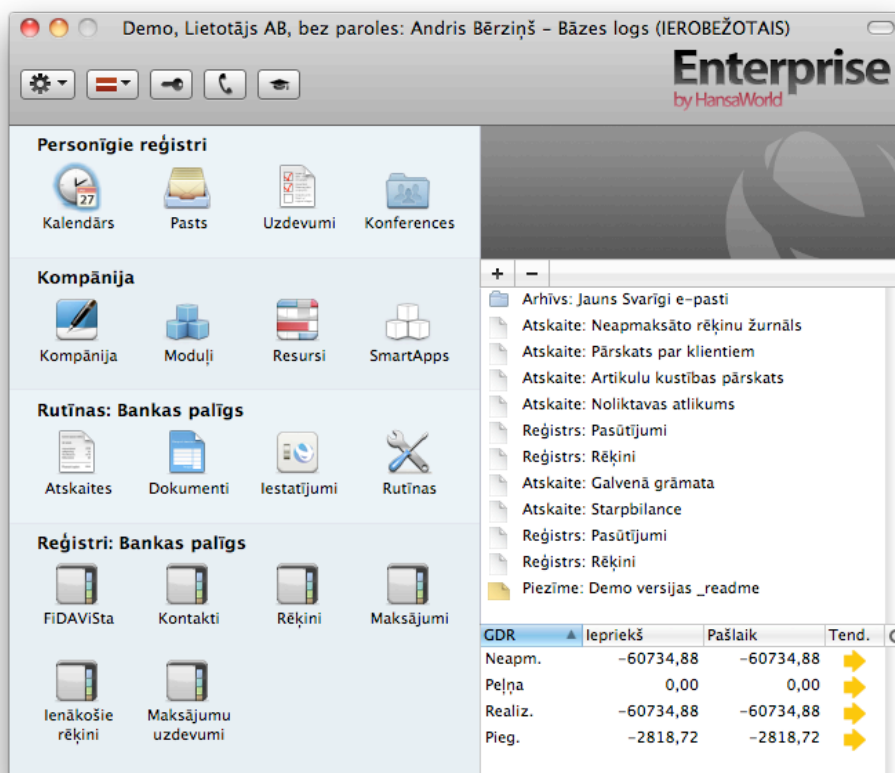 Demo, Lietotājs AB, bez paroles: Andris Bērziņš – Bāzes logs (IEROBEŽOTAIS)
Enterprise
by HansaWorld
Personīgie reģistri
27
Kalendārs Pasts Uzdevumi Konferences
Kompānija
Kompānija Moduļi Resursi SmartApps
Rutīnas: Bankas palīgs
Atskaites Dokumenti Iestatījumi Rutīnas
Reģistri: Bankas palīgs
FiDAViSta Kontakti Rēķini Maksājumi
Ienākošie rēķini
Maksājumu uzdevumi
+ –
Arhīvs: Jauns Svarīgi e-pasti
Atskaite: Neapmaksāto rēķinu žurnāls
Atskaite: Pārskats par klientiem
Atskaite: Artikulu kustības pārskats
Atskaite: Noliktavas atlikums
Reģistrs: Pasūtījumi
Reģistrs: Rēķini
Atskaite: Galvenā grāmata
Atskaite: Starpbilance
Reģistrs: Pasūtījumi
Reģistrs: Rēķini
Piezīme: Demo versijas _readme
GDR Iepriekš Pašlaik Tend.
Neapm. -60734,88 -60734,88
Peļņa 0,00 0,00
Realiz. -60734,88 -60734,88
Pieg. -2818,72 -2818,72